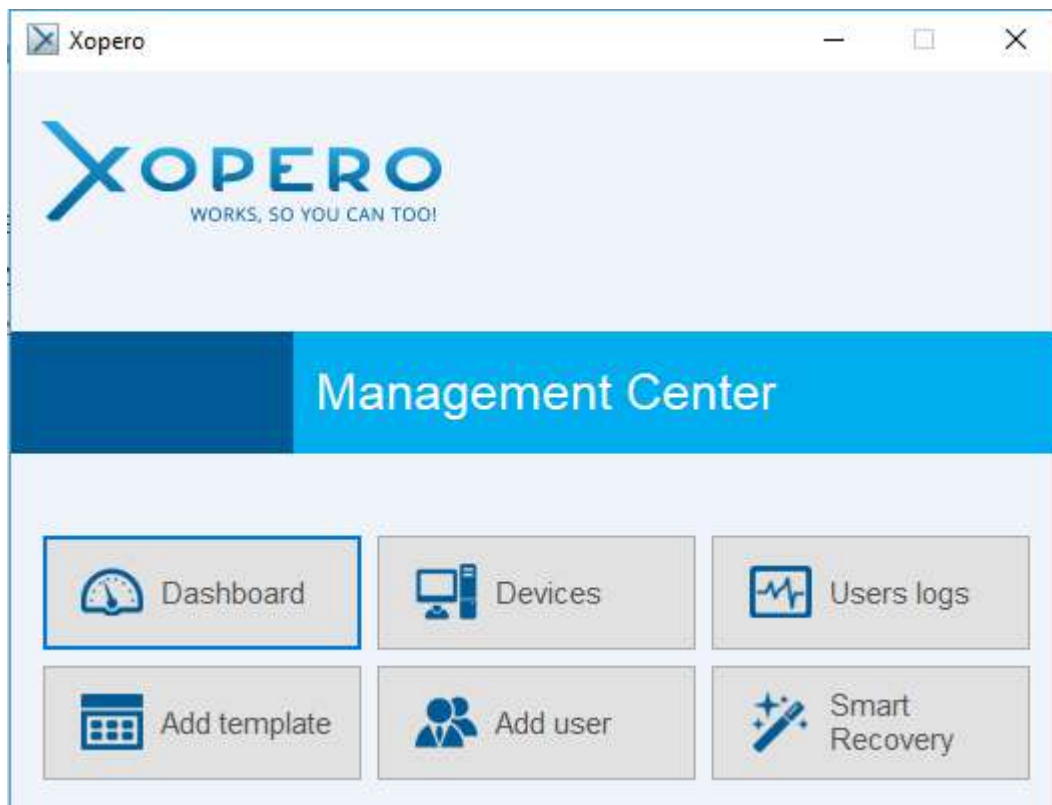 Xopero
XOPERO
WORKS, SO YOU CAN TOO!
Management Center
Dashboard
Devices
Users logs
Add template
Add user
Smart
Recovery